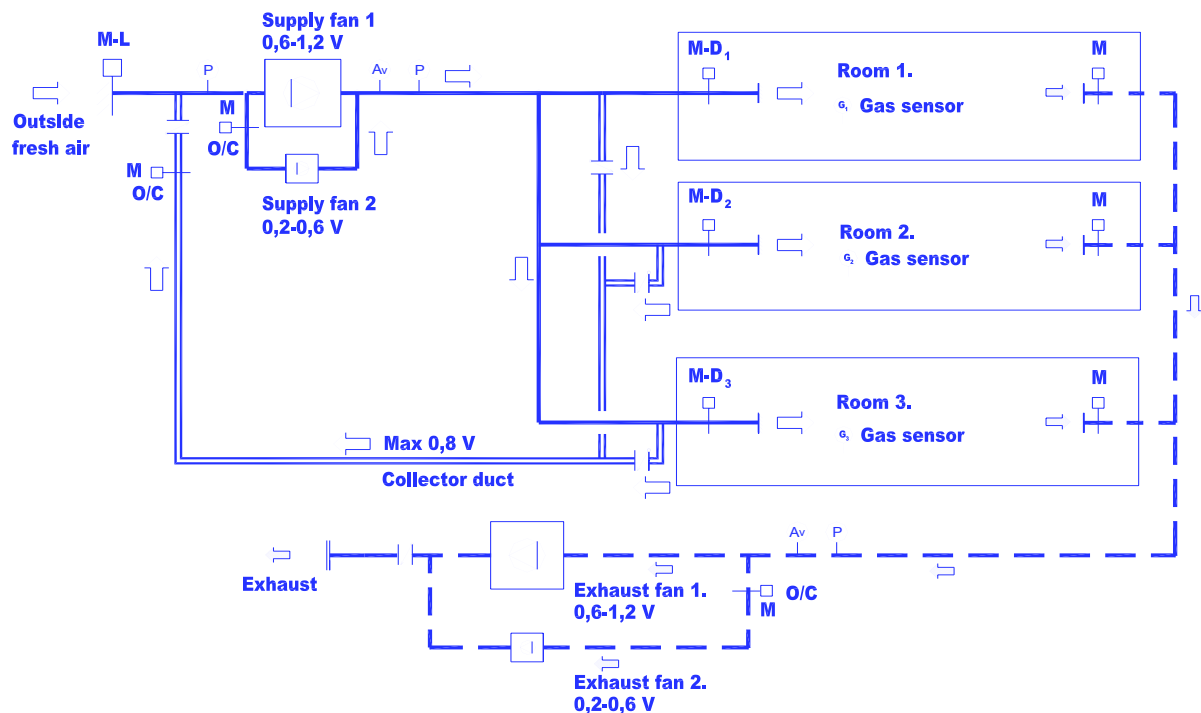 Supply fan 1
0,6-1,2 V
M-L
P
Av
P
M
O/C
Outside
fresh air
M
O/C
Supply fan 2
0,2-0,6 V
M-D₁
M
Room 1.
G₁ Gas sensor
M-D₂
M
Room 2.
G₂ Gas sensor
M-D₃
M
Room 3.
G₃ Gas sensor
Max 0,8 V
Collector duct
Av
P
Exhaust
Exhaust fan 1.
0,6-1,2 V
O/C
M
Exhaust fan 2.
0,2-0,6 V